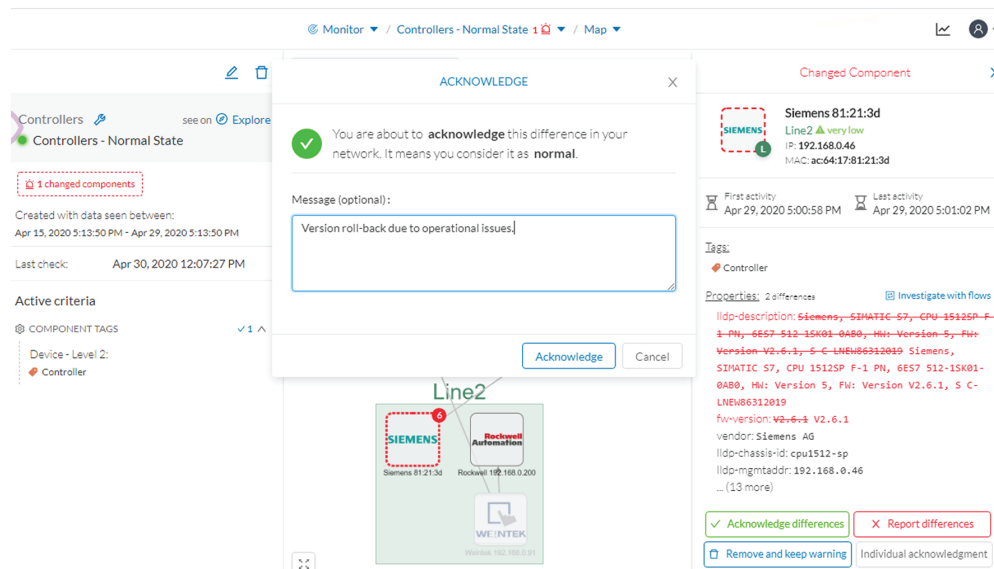 Monitor / Controllers - Normal State 1 / Map
ACKNOWLEDGE
You are about to acknowledge this difference in your
network. It means you consider it as normal.
Message (optional) :
Version roll-back due to operational issues.
Acknowledge Cancel
Controllers see on Explore
Controllers - Normal State
1 changed components
Created with data seen between:
Apr 15, 2020 5:13:50 PM - Apr 29, 2020 5:13:50 PM
Last check: Apr 30, 2020 12:07:27 PM
Active criteria
COMPONENT TAGS 1
Device - Level 2:
Controller
Line2
6
SIEMENS
Rockwell
Automation
Siemens 81:21:3d Rockwell 192.168.0.200
WEINTEK
Weintek 192.168.0.61
Changed Component
SIEMENS
L
Siemens 81:21:3d
Line2 very low
IP: 192.168.0.46
MAC: ac:64:17:81:21:3d
First activity Last activity
Apr 29, 2020 5:00:58 PM Apr 29, 2020 5:01:02 PM
Tags:
Controller
Properties: 2 differences Investigate with flows
lldp-description: Siemens, SIMATIC S7, CPU 1512SP F-
1 PN, 6ES7 512-1SK01-0AB0, HW: Version 5, FW:
Version V2.6.1, S C-LNEW86312019 Siemens,
SIMATIC S7, CPU 1512SP F-1 PN, 6ES7 512-1SK01-
0AB0, HW: Version 5, FW: Version V2.6.1, S C-
LNEW86312019
fw-version: V2.6.1 V2.6.1
vendor: Siemens AG
lldp-chassis-id: cpu1512-sp
lldp-mgmtaddr: 192.168.0.46
... (13 more)
Acknowledge differences Report differences
Remove and keep warning Individual acknowledgment